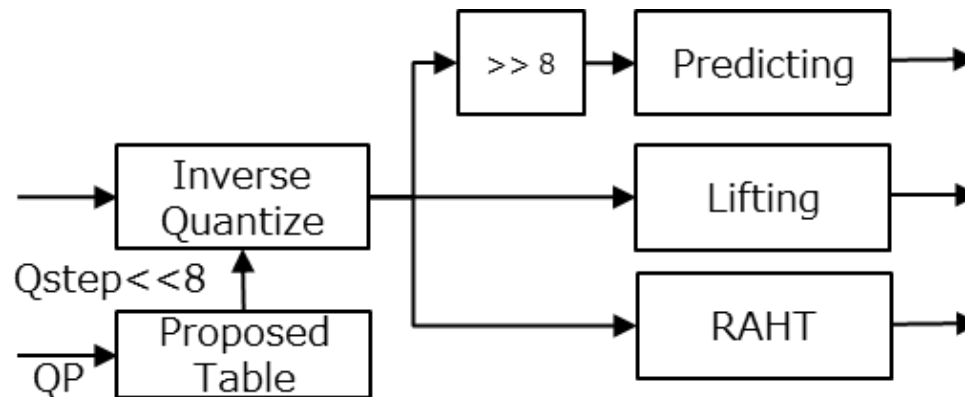 >> 8
Predicting
Inverse
Quantize
Lifting
Qstep<<8
Proposed
Table
QP
RAHT